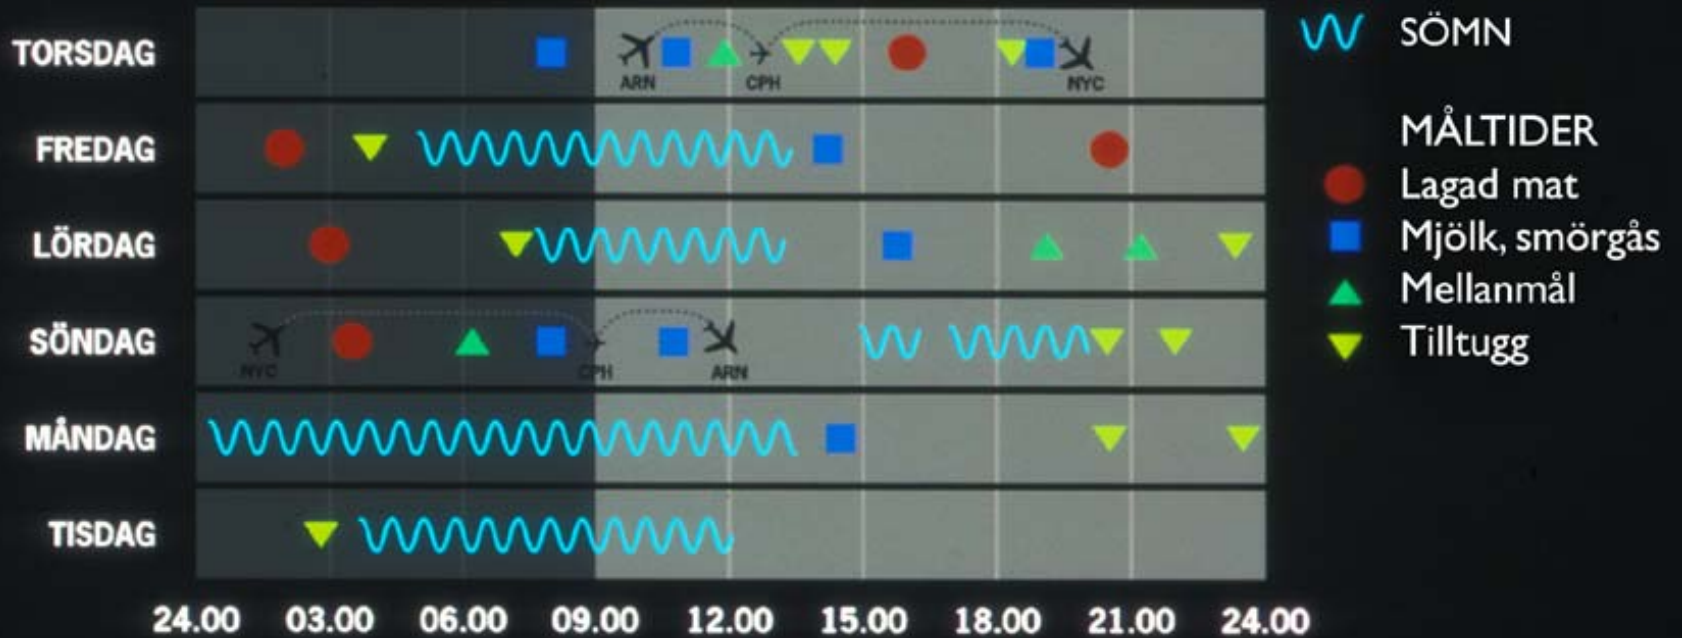 SÖMN
TORSDAG
ARN CPH NYC
MÅLTIDER
FREDAG
Lagad mat
Mjölk, smörgås
LÖRDAG
Mellanmål
Tilltugg
SÖNDAG
NYC CPH ARN
MÅNDAG
TISDAG
24.00 03.00 06.00 09.00 12.00 15.00 18.00 21.00 24.00